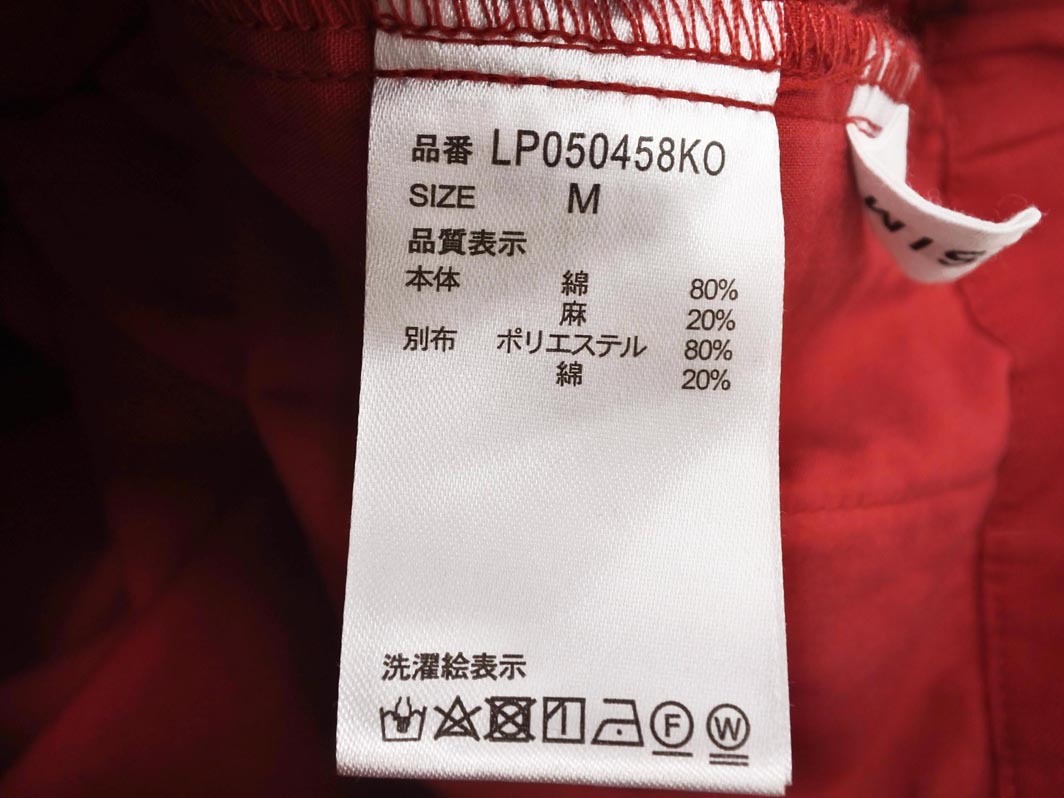 品番 LP050458KO
SIZE M
品質表示
本体 綿 80%
麻 20%
別布 ポリエステル 80%
綿 20%
洗濯絵表示
F W